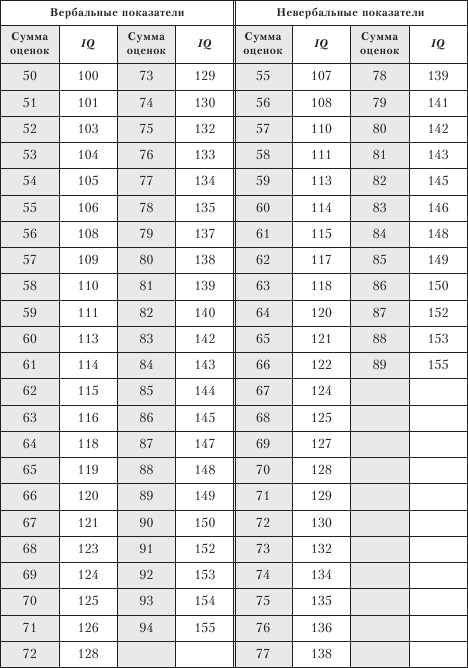 Вербальные показатели Невербальные показатели
Сумма оценок IQ Сумма оценок IQ Сумма оценок IQ Сумма оценок IQ
50 100 73 129 55 107 78 139
51 101 74 130 56 108 79 141
52 103 75 132 57 110 80 142
53 104 76 133 58 111 81 143
54 105 77 134 59 113 82 145
55 106 78 135 60 114 83 146
56 108 79 137 61 115 84 148
57 109 80 138 62 117 85 149
58 110 81 139 63 118 86 150
59 111 82 140 64 120 87 152
60 113 83 142 65 121 88 153
61 114 84 143 66 122 89 155
62 115 85 144 67 124
63 116 86 145 68 125
64 118 87 147 69 127
65 119 88 148 70 128
66 120 89 149 71 129
67 121 90 150 72 130
68 123 91 152 73 132
69 124 92 153 74 134
70 125 93 154 75 135
71 126 94 155 76 136
72 128 77 138